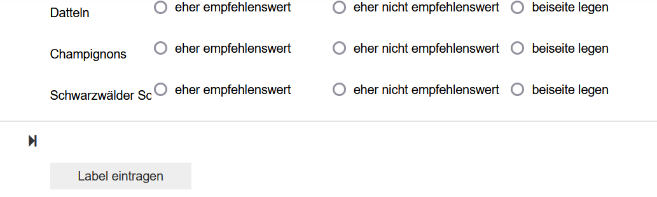 Datteln eher empfehlenswert eher nicht empfehlenswert beiseite legen
Champignons eher empfehlenswert eher nicht empfehlenswert beiseite legen
Schwarzwälder Sc eher empfehlenswert eher nicht empfehlenswert beiseite legen
Label eintragen